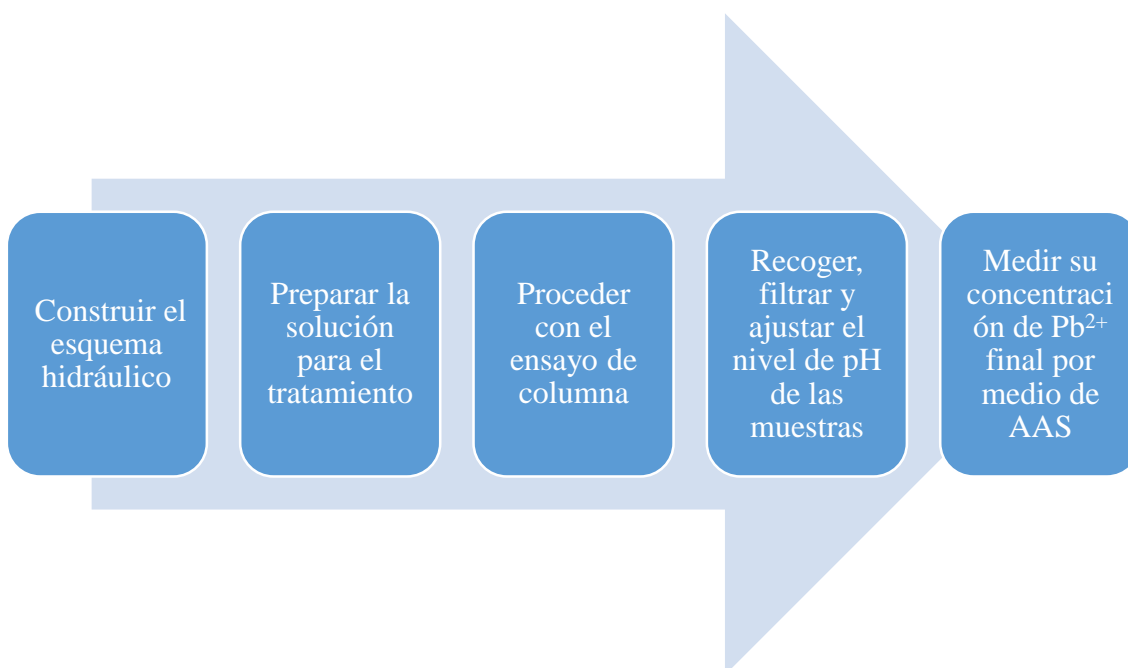 Construir el
esquema
hidráulico
Preparar la
solución
para el
tratamiento
Proceder
con el
ensayo de
columna
Recoger,
filtrar y
ajustar el
nivel de pH
de las
muestras
Medir su
concentraci
ón de Pb²⁺
final por
medio de
AAS